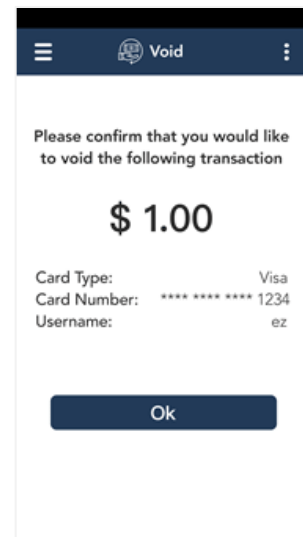 Void
Please confirm that you would like
to void the following transaction
$ 1.00
Card Type: Visa
Card Number: **** **** **** 1234
Username: ez
Ok